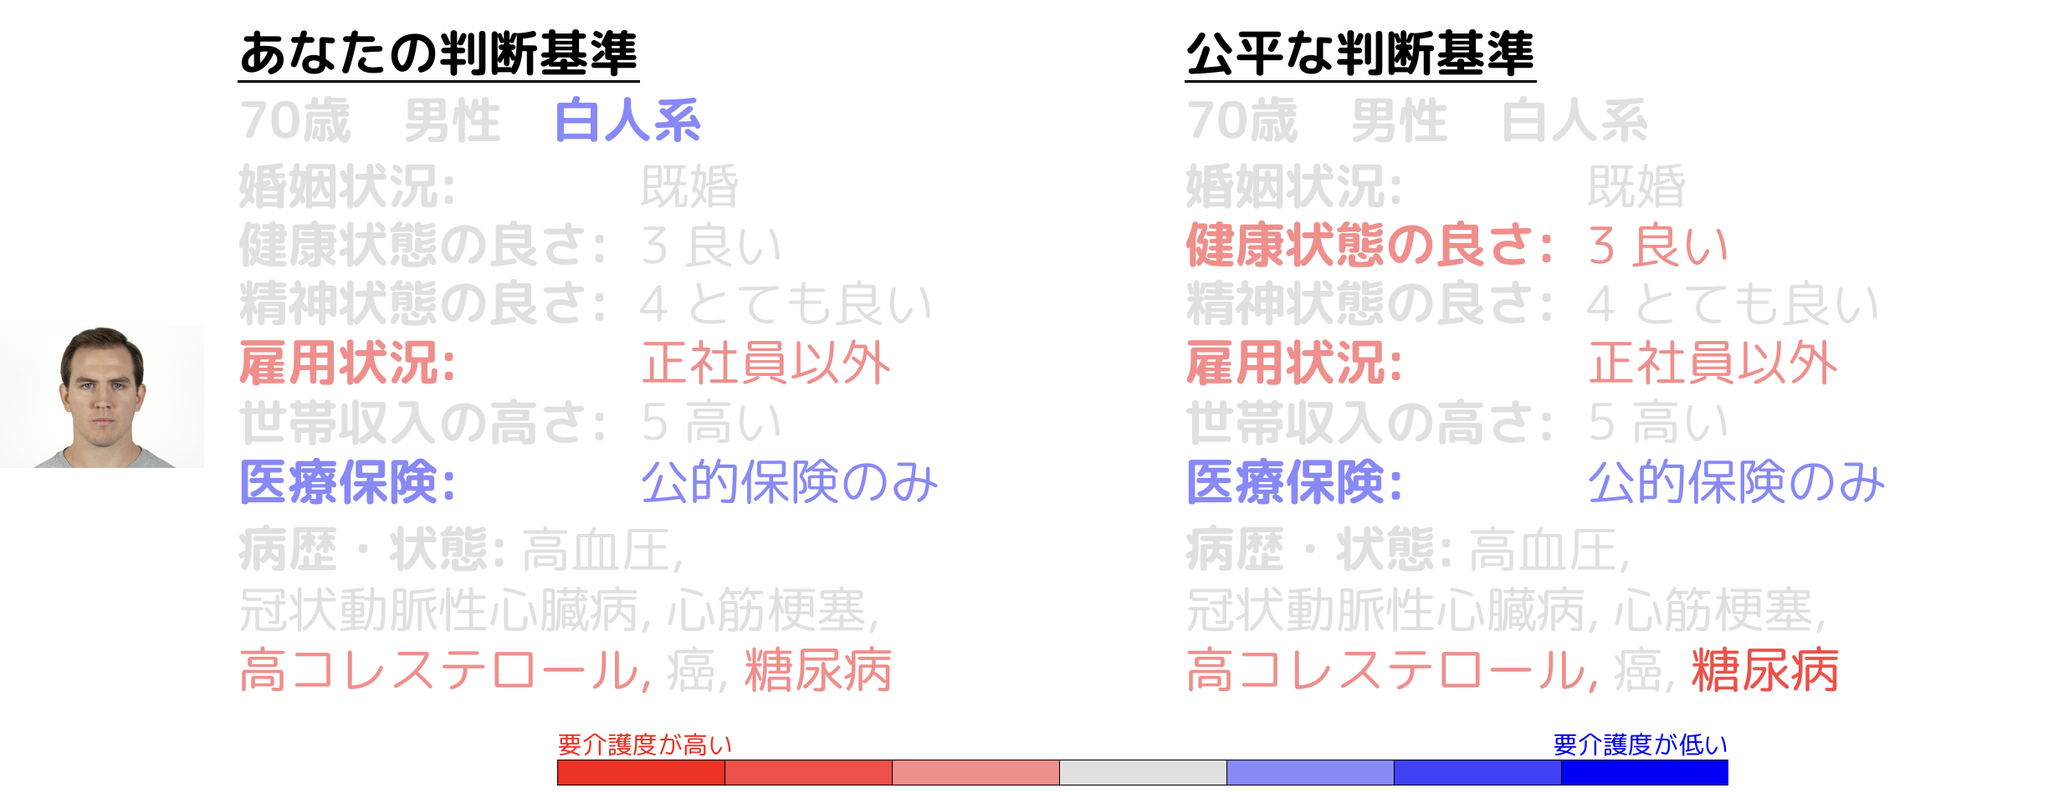 あなたの判断基準
70歳 男性 白人系
婚姻状況: 既婚
健康状態の良さ: 3 良い
精神状態の良さ: 4 とても良い
雇用状況: 正社員以外
世帯収入の高さ: 5 高い
医療保険: 公的保険のみ
病歴・状態: 高血圧,
冠状動脈性心臓病, 心筋梗塞,
高コレステロール, 癌, 糖尿病
公平な判断基準
70歳 男性 白人系
婚姻状況: 既婚
健康状態の良さ: 3 良い
精神状態の良さ: 4 とても良い
雇用状況: 正社員以外
世帯収入の高さ: 5 高い
医療保険: 公的保険のみ
病歴・状態: 高血圧,
冠状動脈性心臓病, 心筋梗塞,
高コレステロール, 癌, 糖尿病
要介護度が高い
要介護度が低い